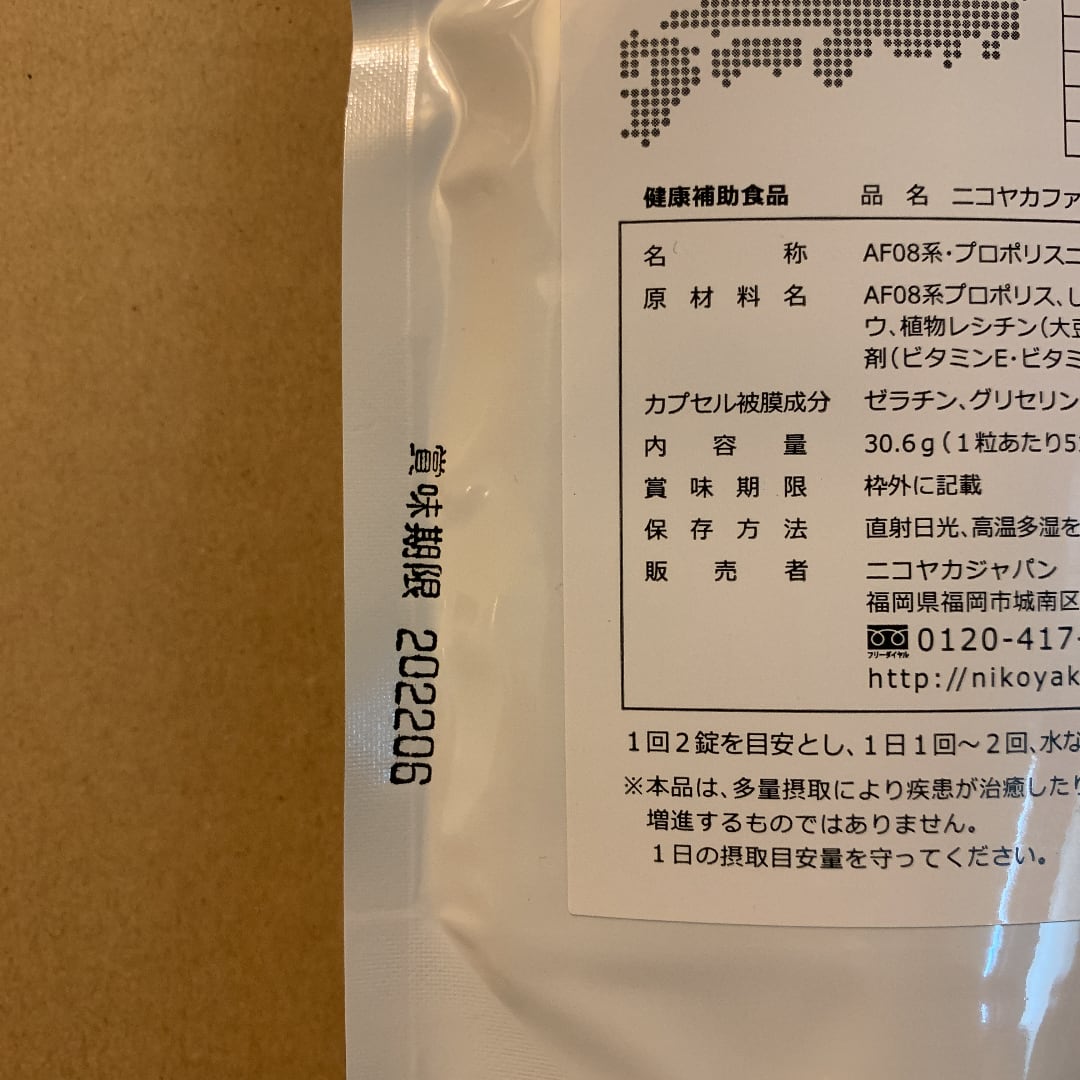 健康補助食品 品名 ニコヤカファ
名称 AF08系・プロポリスニ
原材料名 AF08系プロポリス、し
ウ、植物レシチン(大豆
剤(ビタミンE・ビタミ
カプセル被膜成分 ゼラチン、グリセリン
内容量 30.6g(1粒あたり5
賞味期限 枠外に記載
保存方法 直射日光、高温多湿を
販売者 ニコヤカジャパン
福岡県福岡市城南区
フリーダイヤル 0120-417-
http://nikoyak
1回2錠を目安とし、1日1回~2回、水な
※本品は、多量摂取により疾患が治癒したり
増進するものではありません。
1日の摂取目安量を守ってください。
賞味期限 202206